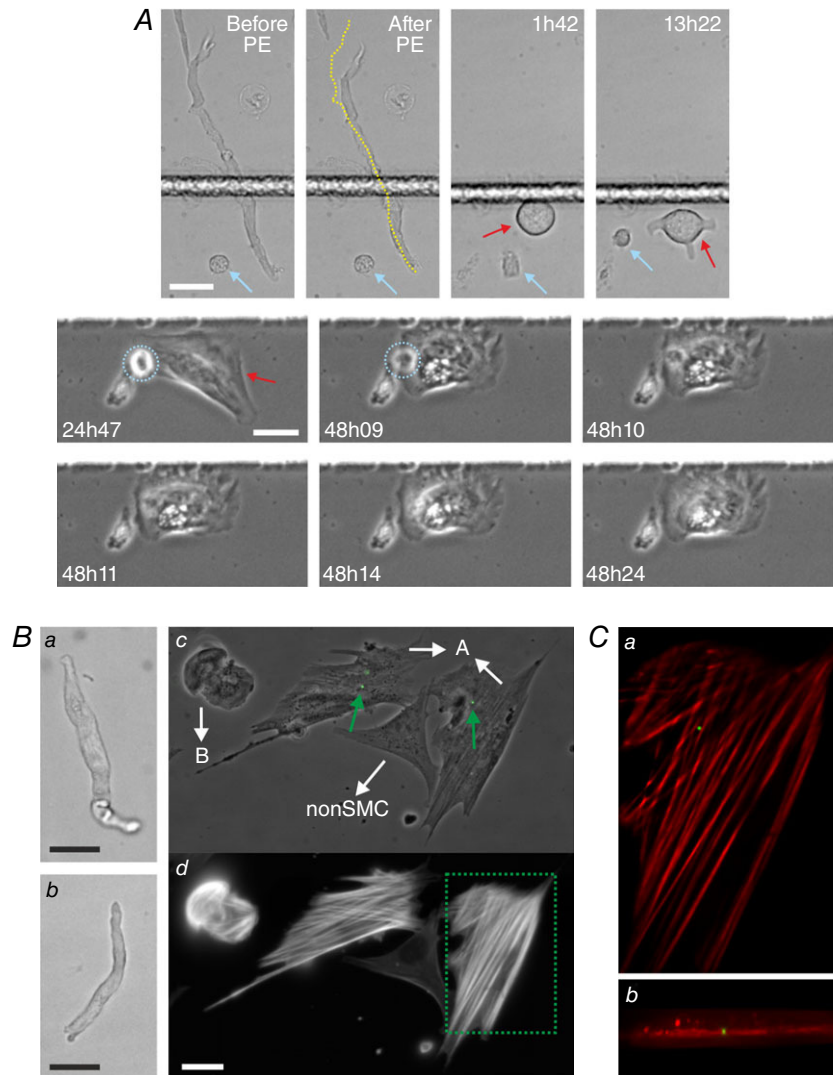 A
Before
PE
After
PE
1h42
13h22
24h47
48h09
48h10
48h11
48h14
48h24
B
a
b
c
A
B
nonSMC
d
C
a
b